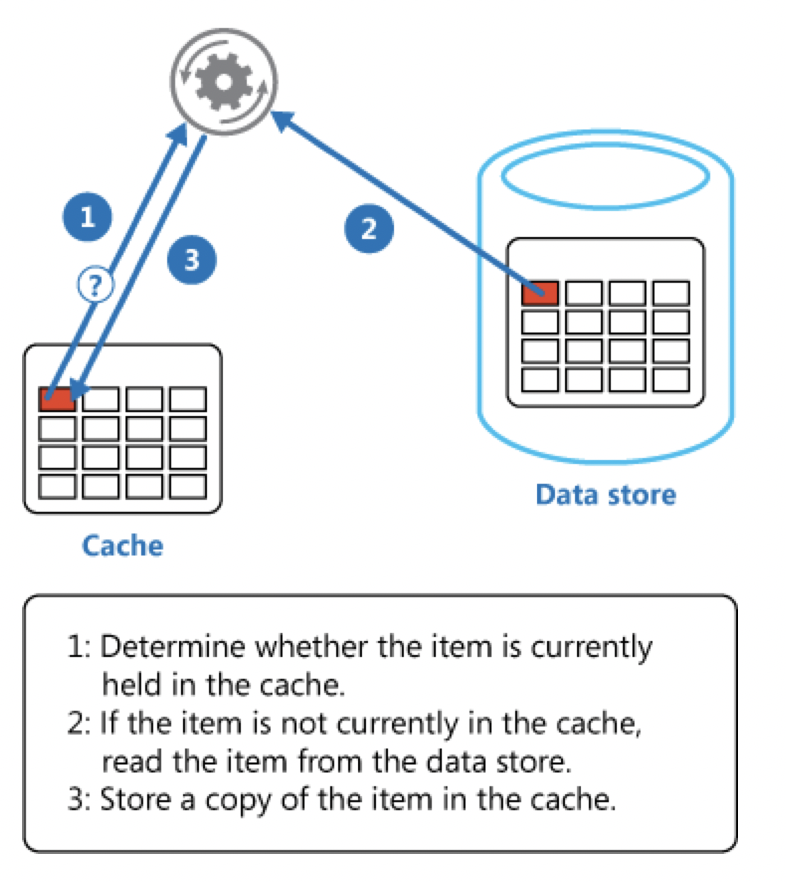 1
2
3
?
Data store
Cache
1: Determine whether the item is currently
held in the cache.
2: If the item is not currently in the cache,
read the item from the data store.
3: Store a copy of the item in the cache.